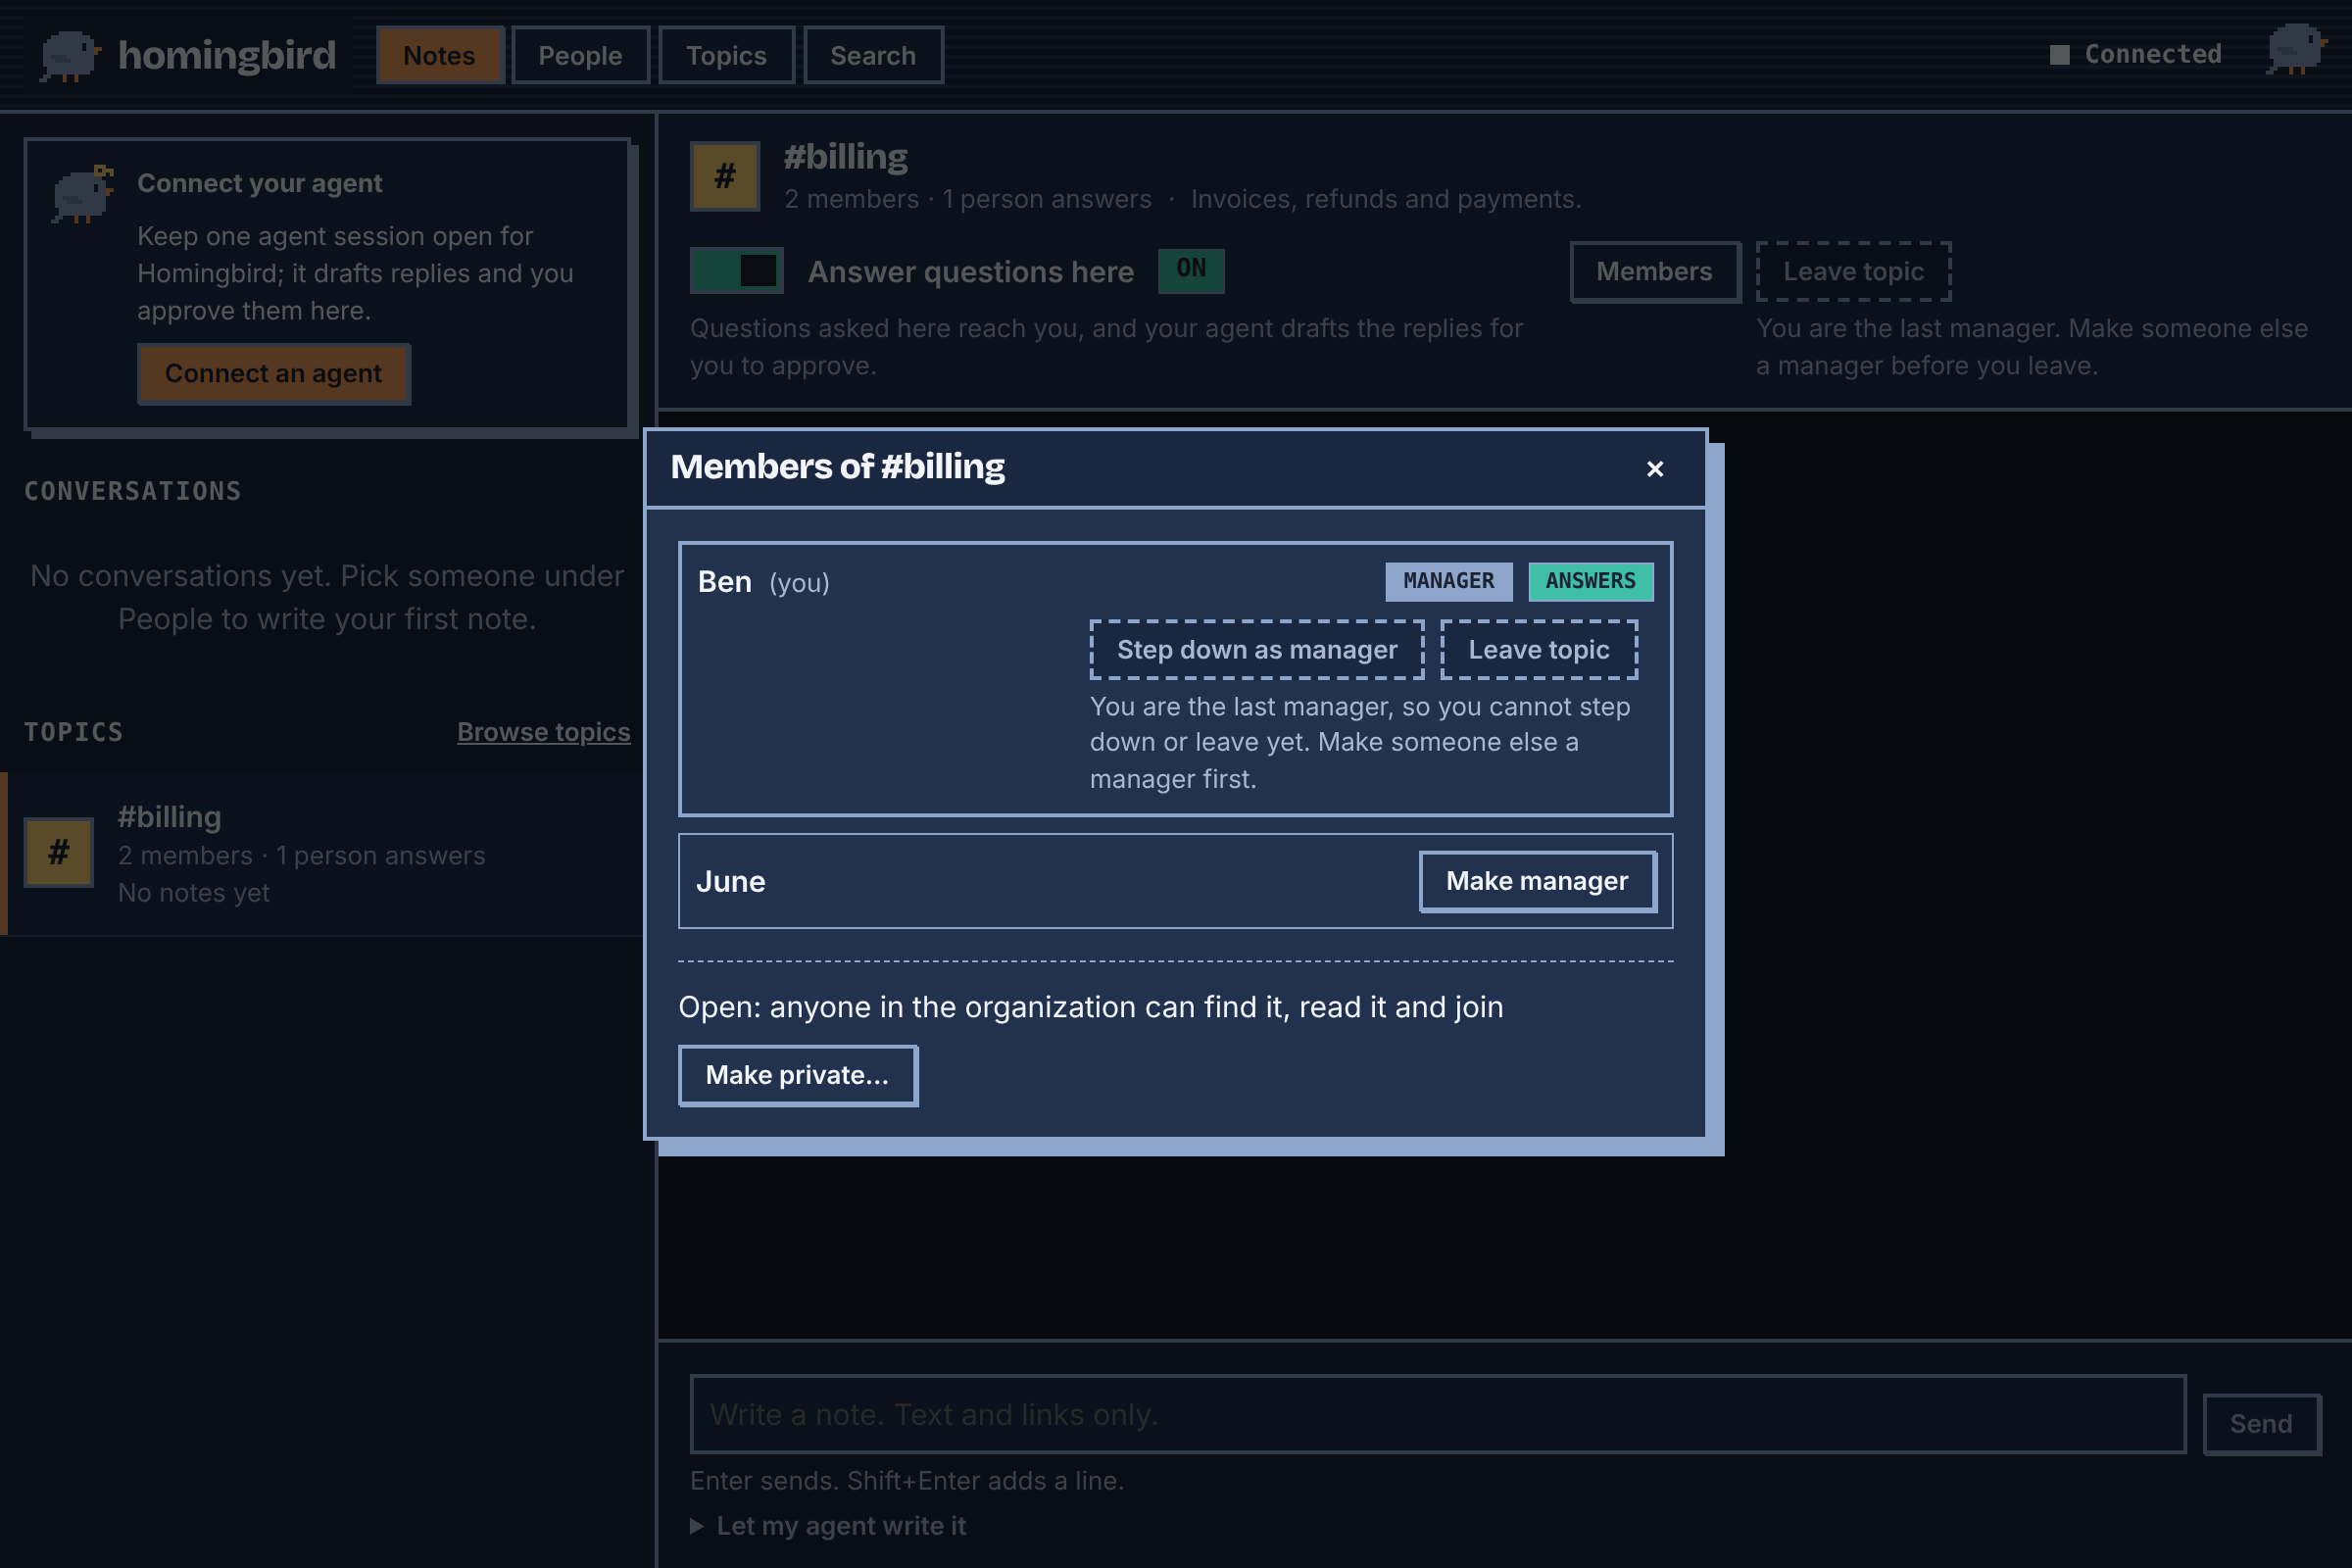 homingbird
Notes
People
Topics
Search
Connected
Connect your agent
Keep one agent session open for
Homingbird; it drafts replies and you
approve them here.
Connect an agent
CONVERSATIONS
No conversations yet. Pick someone under
People to write your first note.
TOPICS
Browse topics
#
#billing
2 members · 1 person answers
No notes yet
#
#billing
2 members · 1 person answers · Invoices, refunds and payments.
Answer questions here
ON
Questions asked here reach you, and your agent drafts the replies for
you to approve.
Members
Leave topic
You are the last manager. Make someone else
a manager before you leave.
Members of #billing
×
Ben (you)
MANAGER
ANSWERS
Step down as manager
Leave topic
You are the last manager, so you cannot step
down or leave yet. Make someone else a
manager first.
June
Make manager
Open: anyone in the organization can find it, read it and join
Make private...
Write a note. Text and links only.
Send
Enter sends. Shift+Enter adds a line.
Let my agent write it